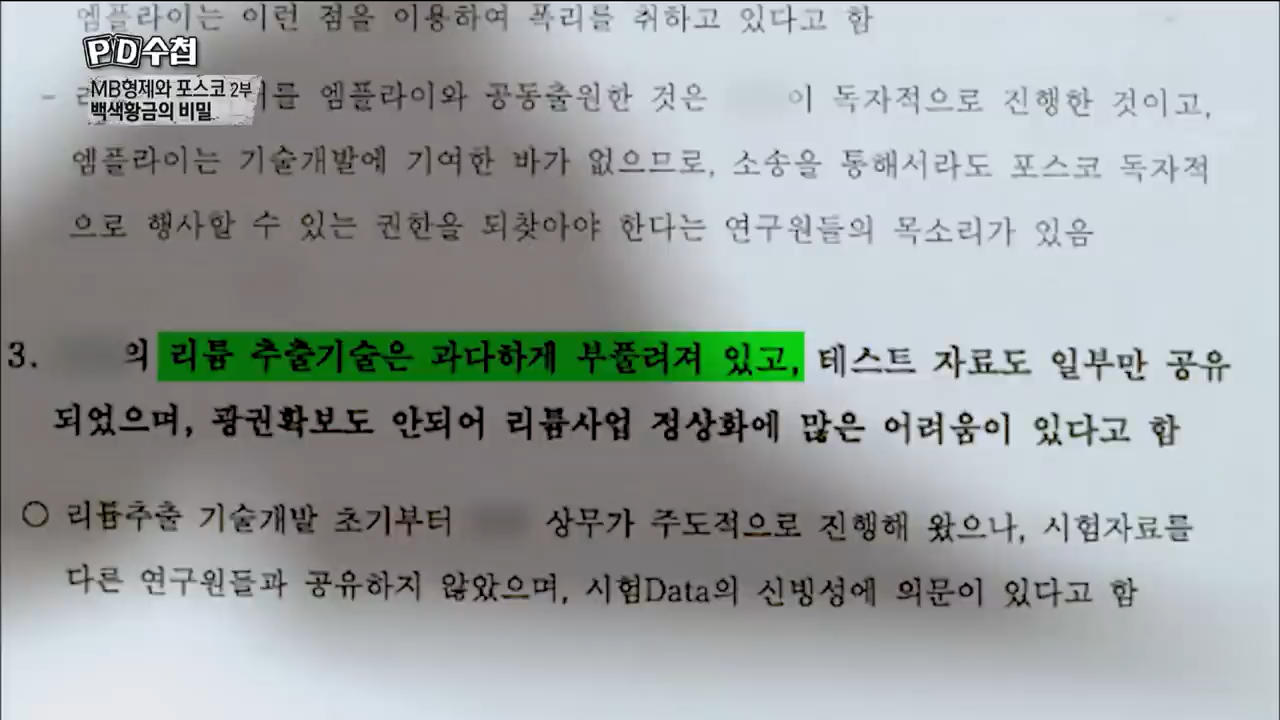 엠플라이는 이런 점을 이용하여 폭리를 취하고 있다고 함
PD수첩
MB형제와 포스코 2부
백색황금의 비밀
- 를 엠플라이와 공동출원한 것은 이 독자적으로 진행한 것이고,
엠플라이는 기술개발에 기여한 바가 없으므로, 소송을 통해서라도 포스코 독자적
으로 행사할 수 있는 권한을 되찾아야 한다는 연구원들의 목소리가 있음
3. 의 리튬 추출기술은 과다하게 부풀려져 있고, 테스트 자료도 일부만 공유
되었으며, 광권확보도 안되어 리튬사업 정상화에 많은 어려움이 있다고 함
○ 리튬추출 기술개발 초기부터 상무가 주도적으로 진행해 왔으나, 시험자료를
다른 연구원들과 공유하지 않았으며, 시험Data의 신빙성에 의문이 있다고 함